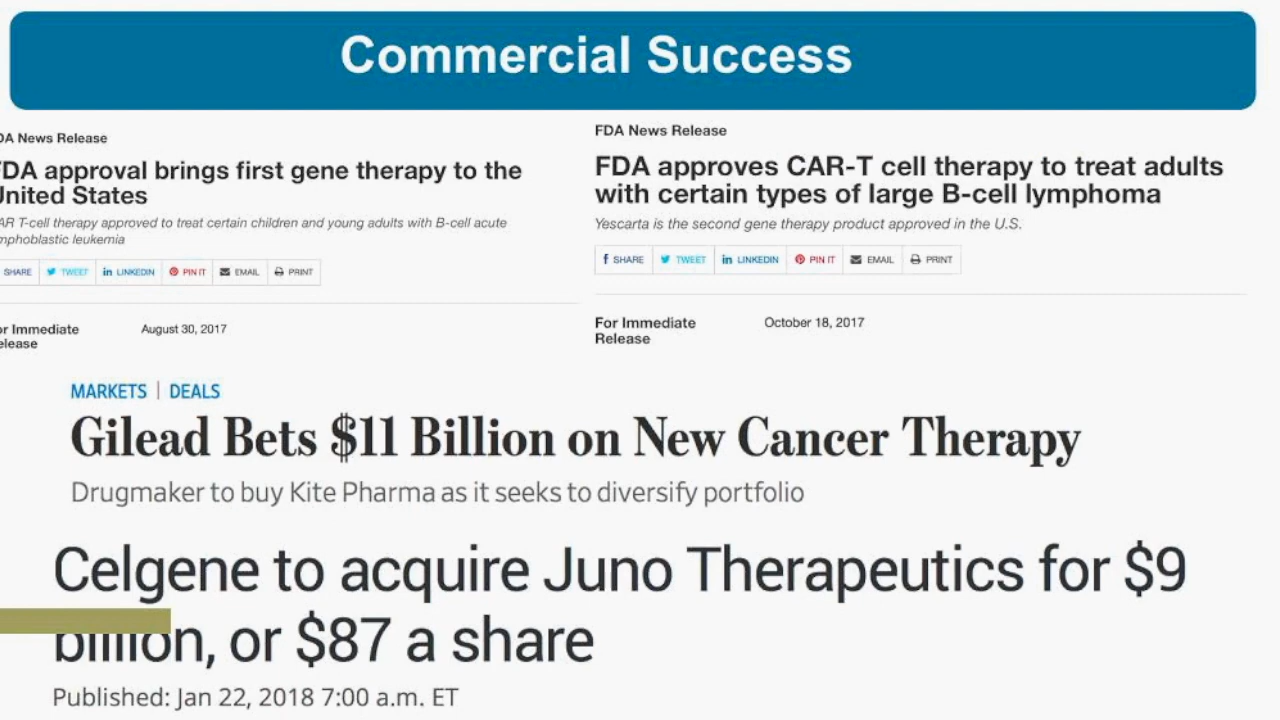 Commercial Success
DA News Release
FDA approval brings first gene therapy to the
United States
AR T-cell therapy approved to treat certain children and young adults with B-cell acute
mphoblastic leukemia
SHARE TWEET in LINKEDIN PIN IT EMAIL PRINT
or Immediate
elease
August 30, 2017
FDA News Release
FDA approves CAR-T cell therapy to treat adults
with certain types of large B-cell lymphoma
Yescarta is the second gene therapy product approved in the U.S.
f SHARE TWEET in LINKEDIN PIN IT EMAIL PRINT
For Immediate
Release
October 18, 2017
MARKETS | DEALS
Gilead Bets $11 Billion on New Cancer Therapy
Drugmaker to buy Kite Pharma as it seeks to diversify portfolio
Celgene to acquire Juno Therapeutics for $9
billion, or $87 a share
Published: Jan 22, 2018 7:00 a.m. ET